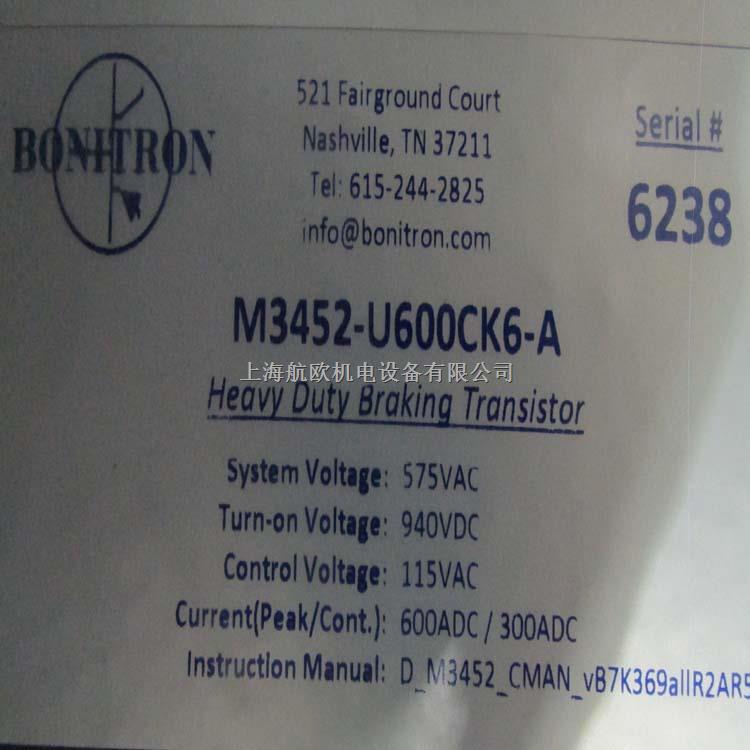 BONITRON
521 Fairground Court
Nashville, TN 37211
Tel: 615-244-2825
info@bonitron.com
Serial #
6238
M3452-U600CK6-A
上海航欧机电设备有限公司
Heavy Duty Braking Transistor
System Voltage: 575VAC
Turn-on Voltage: 940VDC
Control Voltage: 115VAC
Current(Peak/Cont.): 600ADC / 300ADC
Instruction Manual: D_M3452_CMAN_vB7K369allR2AR5